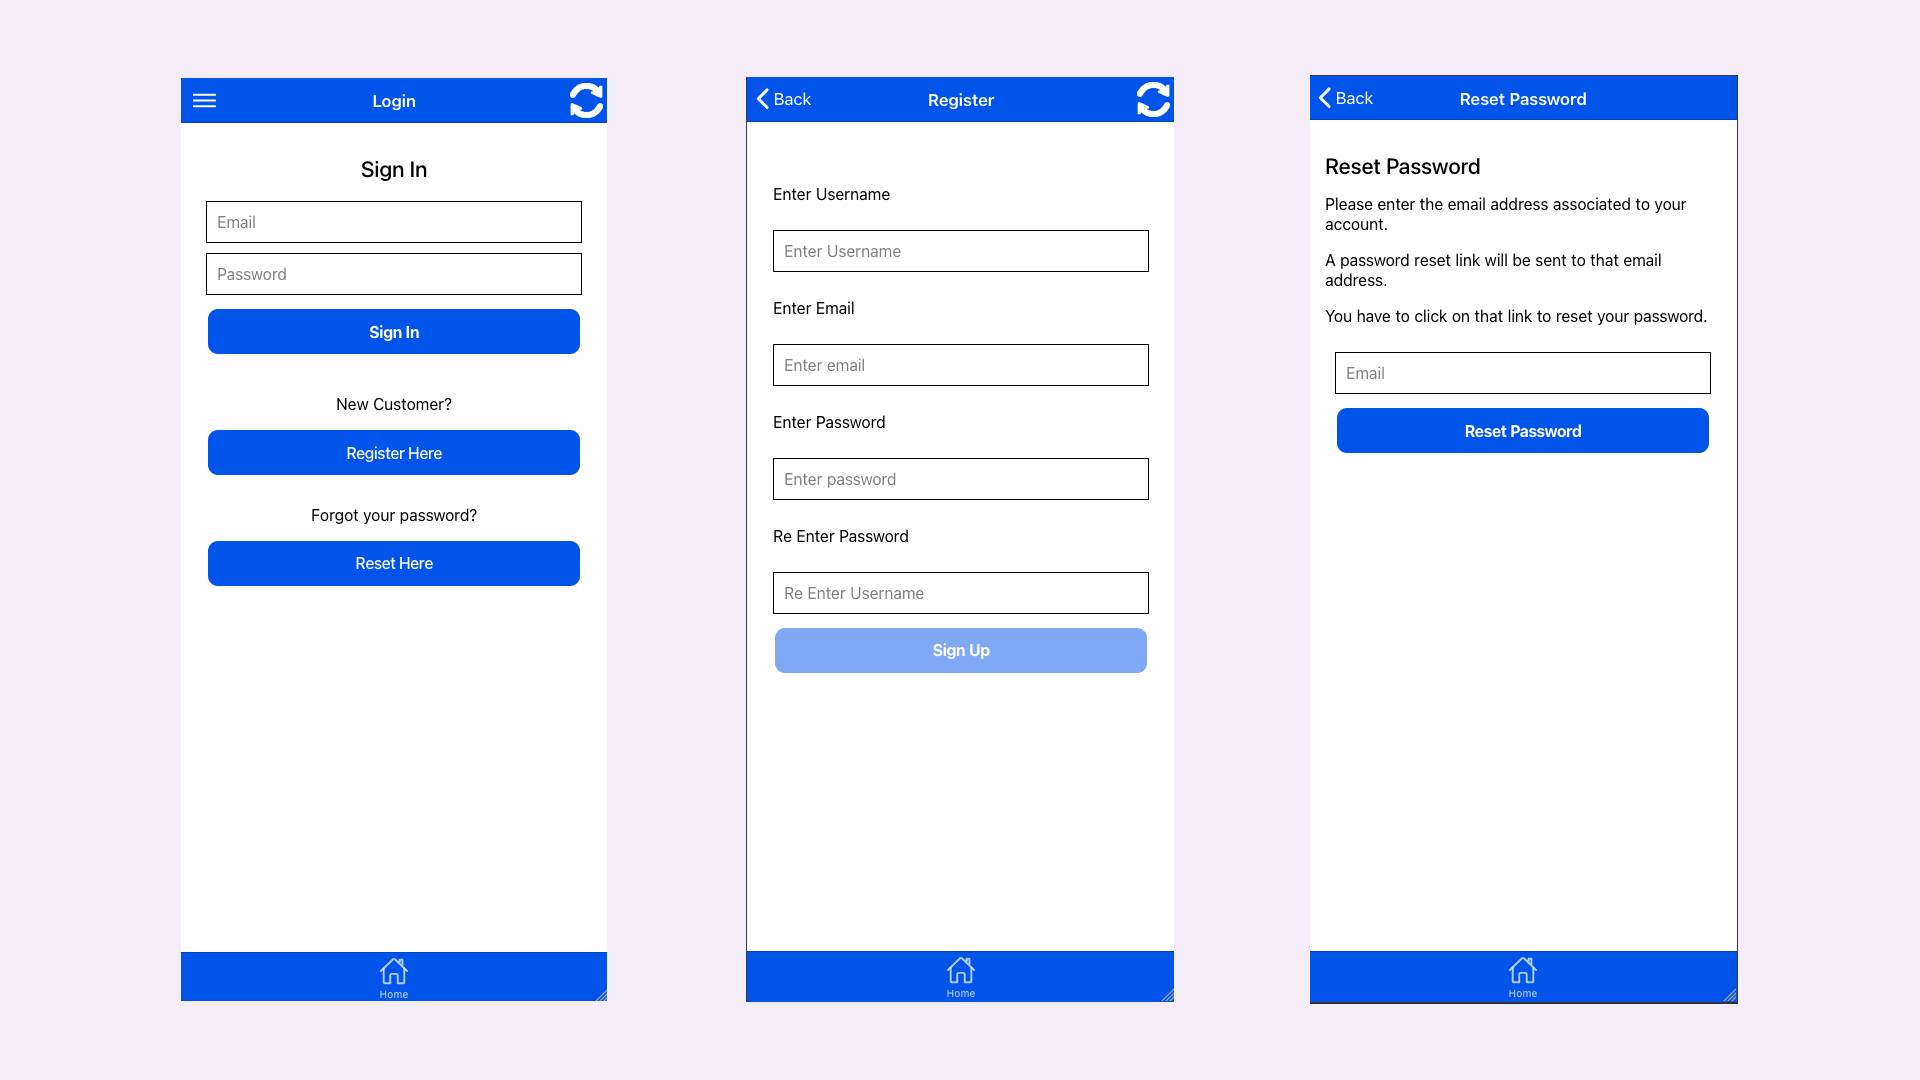 Login
Sign In
Email
Password
Sign In
New Customer?
Register Here
Forgot your password?
Reset Here
Home
Back
Register
Enter Username
Enter Username
Enter Email
Enter email
Enter Password
Enter password
Re Enter Password
Re Enter Username
Sign Up
Home
Back
Reset Password
Reset Password
Please enter the email address associated to your
account.
A password reset link will be sent to that email
address.
You have to click on that link to reset your password.
Email
Reset Password
Home